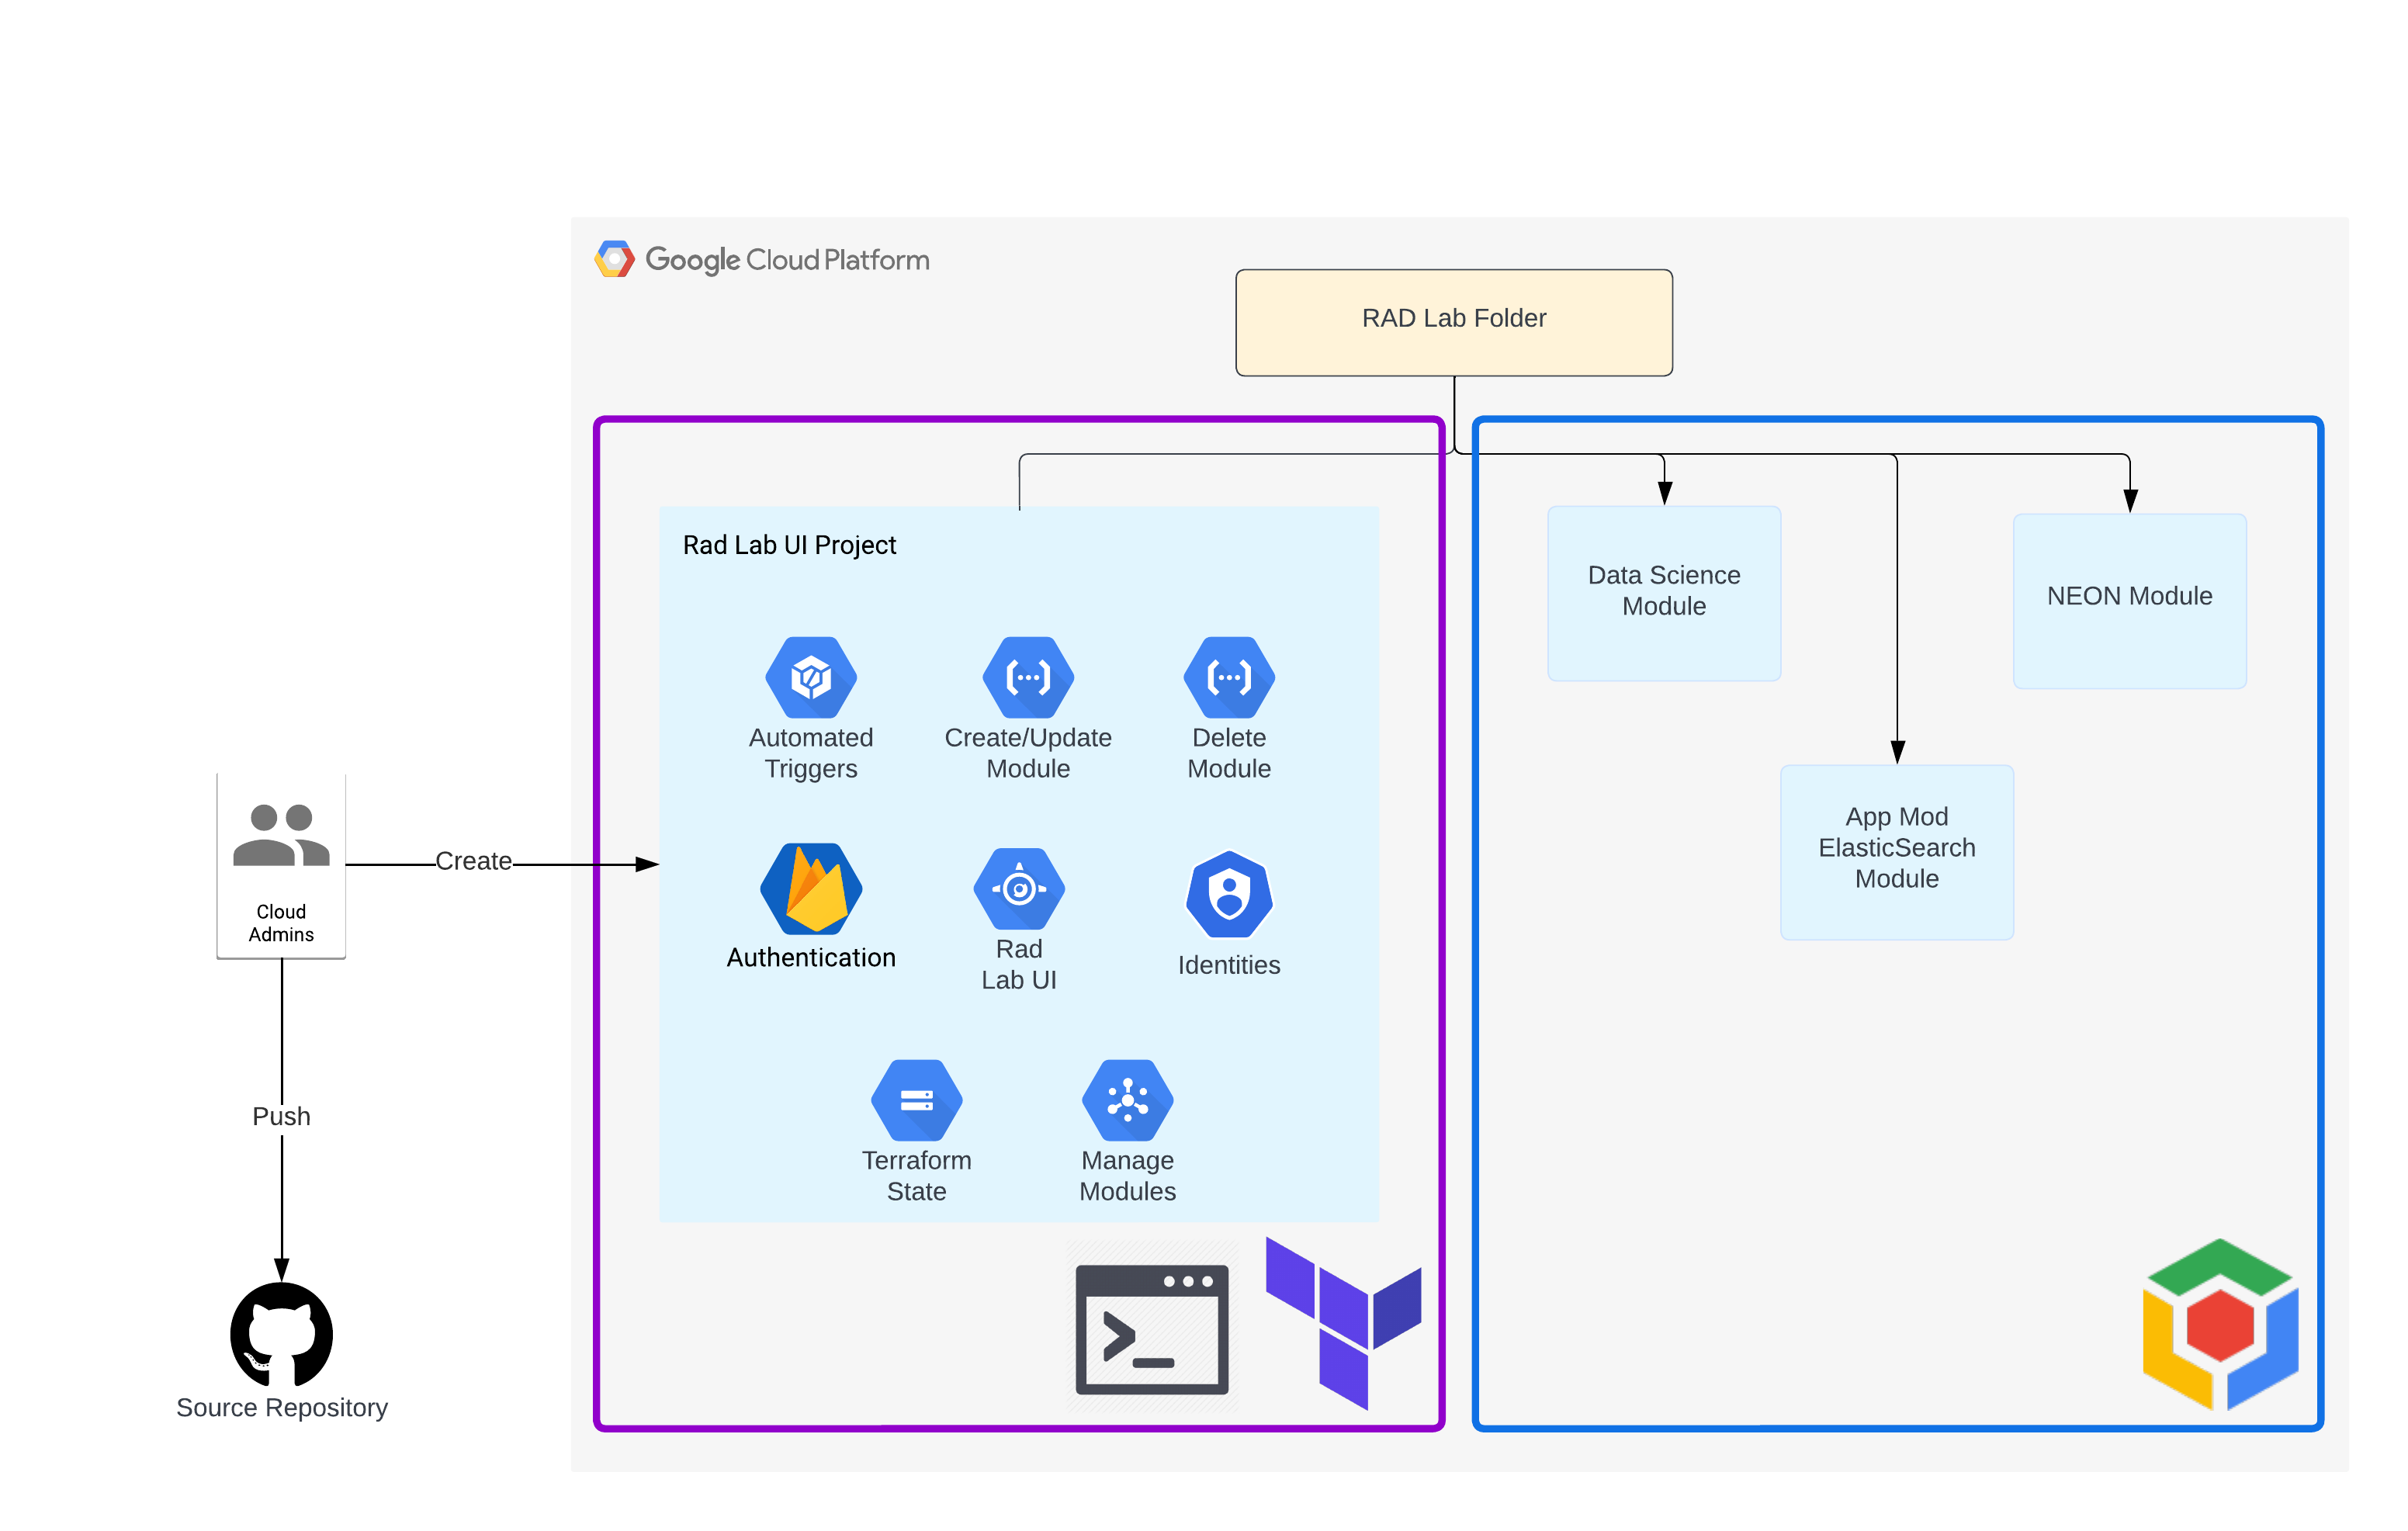 Google Cloud Platform
RAD Lab Folder
Rad Lab UI Project
Automated
Triggers
Create/Update
Module
Delete
Module
Authentication
Rad
Lab UI
Identities
Terraform
State
Manage
Modules
Data Science
Module
NEON Module
App Mod
ElasticSearch
Module
Cloud
Admins
Create
Push
Source Repository